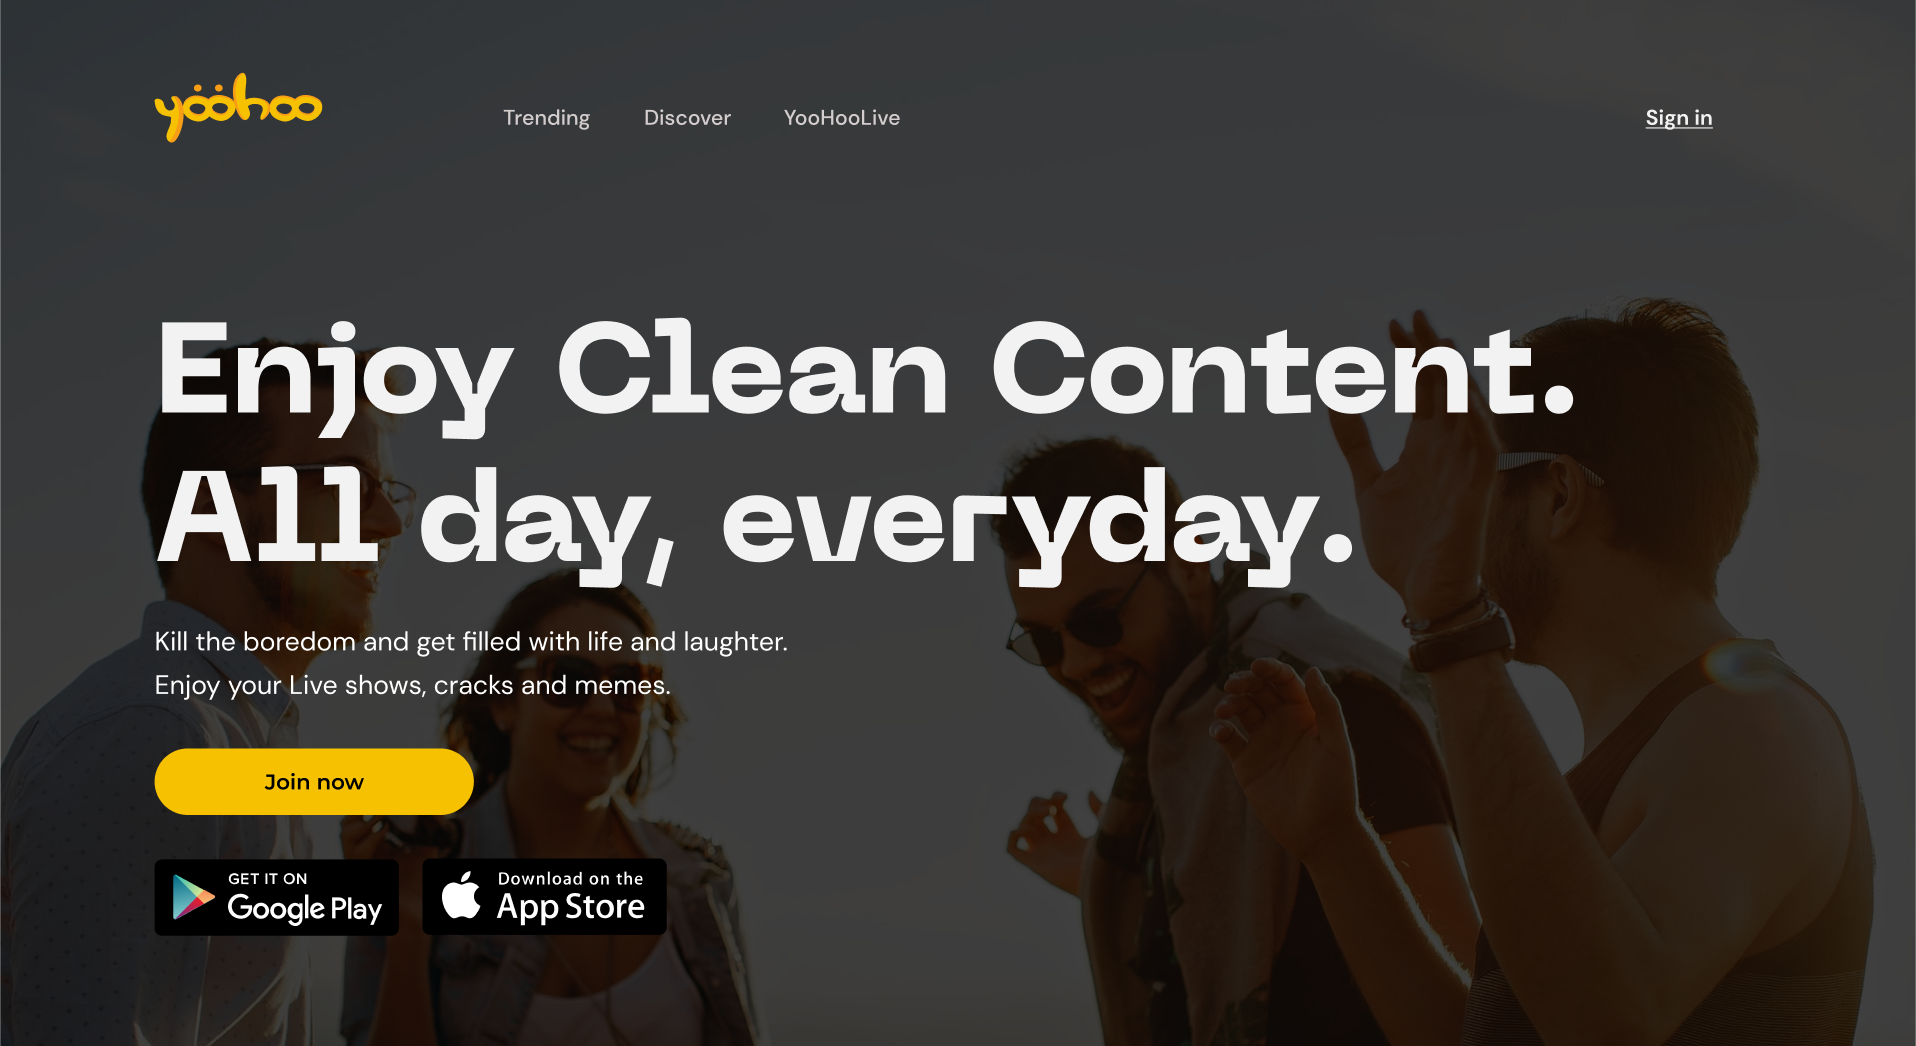 yoohoo
Trending
Discover
YooHooLive
Sign in
Enjoy Clean Content.
All day, everyday.
Kill the boredom and get filled with life and laughter.
Enjoy your Live shows, cracks and memes.
Join now
GET IT ON
Google Play
Download on the
App Store